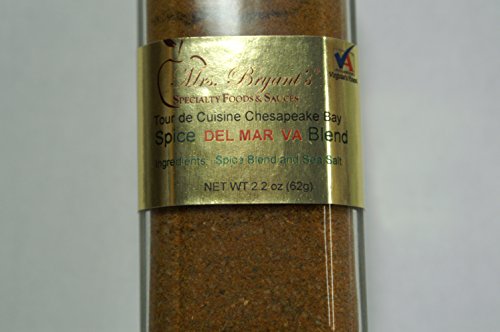 Mrs. Bryant's
SPECIALTY FOODS & SAUCES
Tour de Cuisine Chesapeake Bay
Spice DEL MAR VA Blend
Ingredients: Spice Blend and Sea Salt
NET WT 2.2 oz (62g)